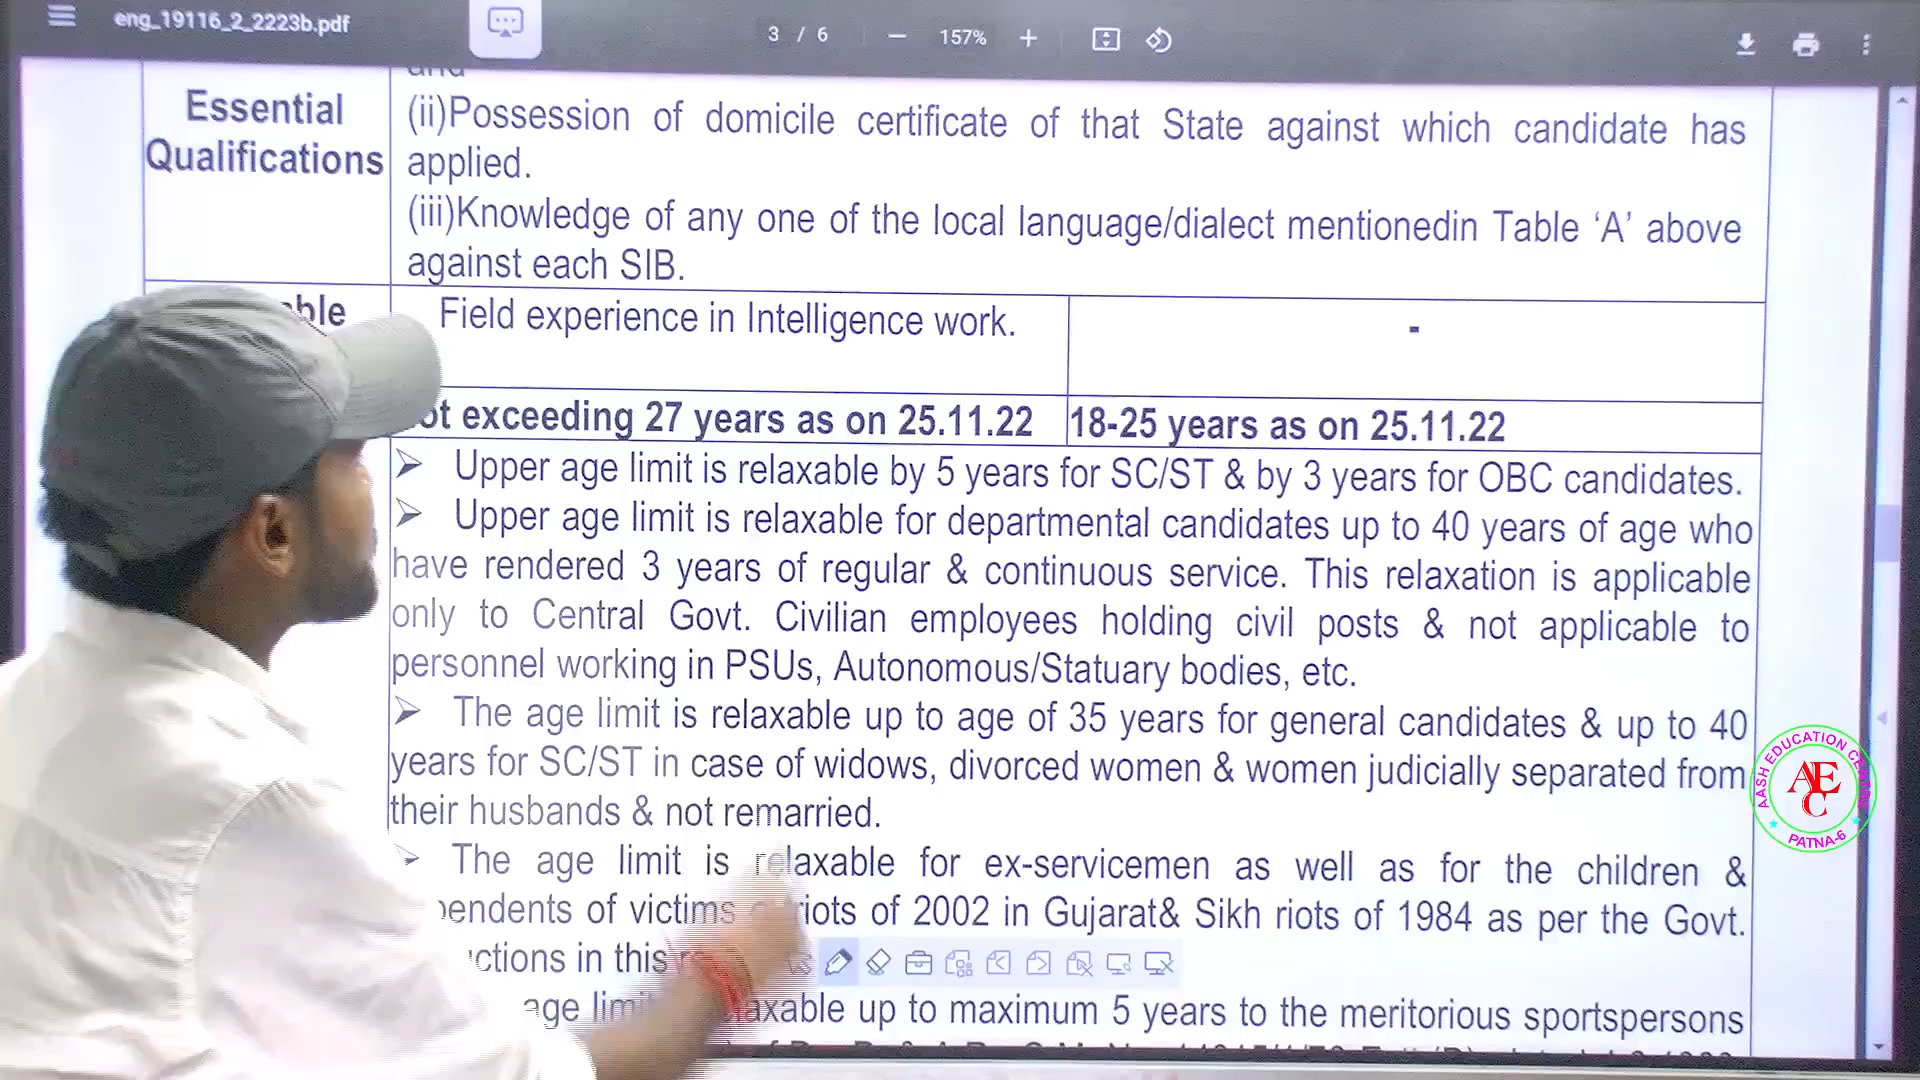 eng_19116_2_2223b.pdf
3 / 6
157%
Essential
Qualifications
(ii)Possession of domicile certificate of that State against which candidate has
applied.
(iii)Knowledge of any one of the local language/dialect mentionedin Table ‘A’ above
against each SIB.
Field experience in Intelligence work.
-
exceeding 27 years as on 25.11.22
18-25 years as on 25.11.22
➢ Upper age limit is relaxable by 5 years for SC/ST & by 3 years for OBC candidates.
➢ Upper age limit is relaxable for departmental candidates up to 40 years of age who
have rendered 3 years of regular & continuous service. This relaxation is applicable
only to Central Govt. Civilian employees holding civil posts & not applicable to
personnel working in PSUs, Autonomous/Statuary bodies, etc.
➢ The age limit is relaxable up to age of 35 years for general candidates & up to 40
years for SC/ST in case of widows, divorced women & women judicially separated from
their husbands & not remarried.
➢ The age limit is relaxable for ex-servicemen as well as for the children &
of victims riots of 2002 in Gujarat& Sikh riots of 1984 as per the Govt.
in this
age up to maximum 5 years to the meritorious sportspersons
AASH EDUCATION CENTRE
AEC
PATNA-6